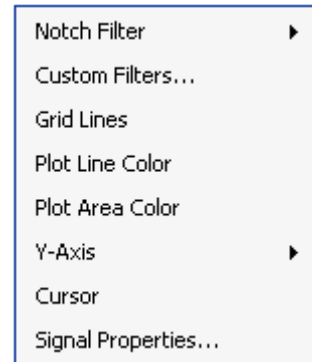 Notch Filter
Custom Filters...
Grid Lines
Plot Line Color
Plot Area Color
Y-Axis
Cursor
Signal Properties...